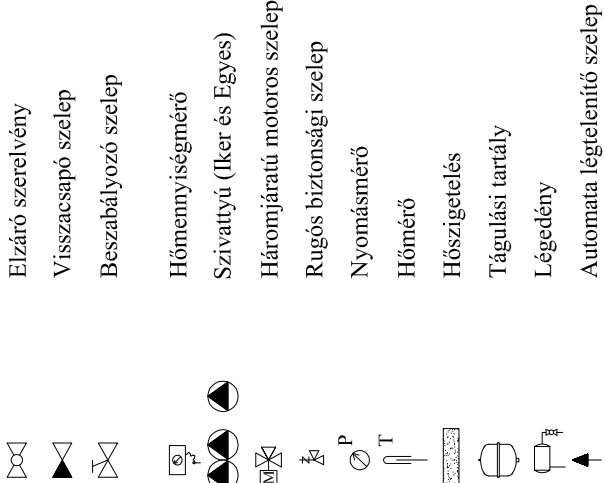 Elzáró szerelvény
Visszacsapó szelep
Beszabályozó szelep
Hőmennyiségmérő
Szivattyú (Iker és Egyes)
M Háromjáratú motoros szelep
Rugós biztonsági szelep
P Nyomásmérő
T Hőmérő
Hőszigetelés
Tágulási tartály
Légedény
Automata légtelenítő szelep